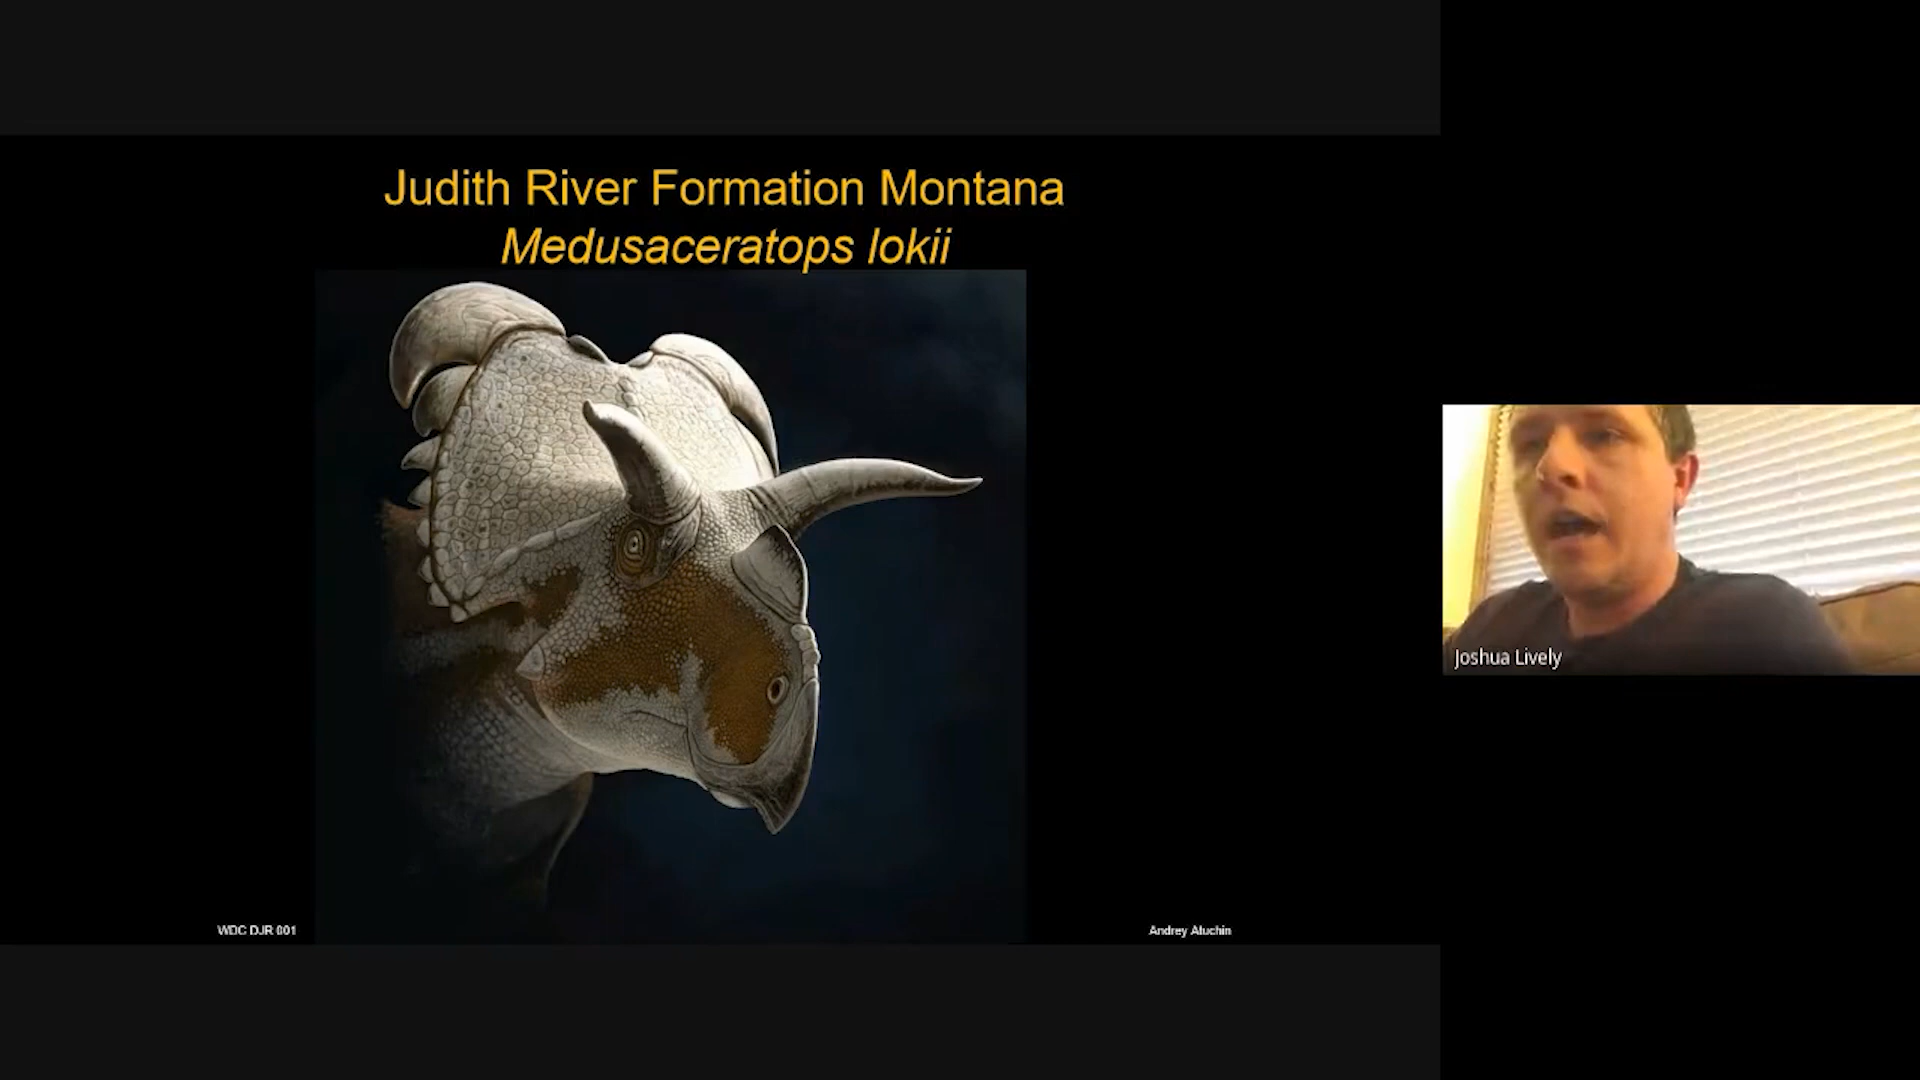 Judith River Formation Montana
Medusaceratops lokii
WDC DJR 001
Andrey Atuchin
Joshua Lively